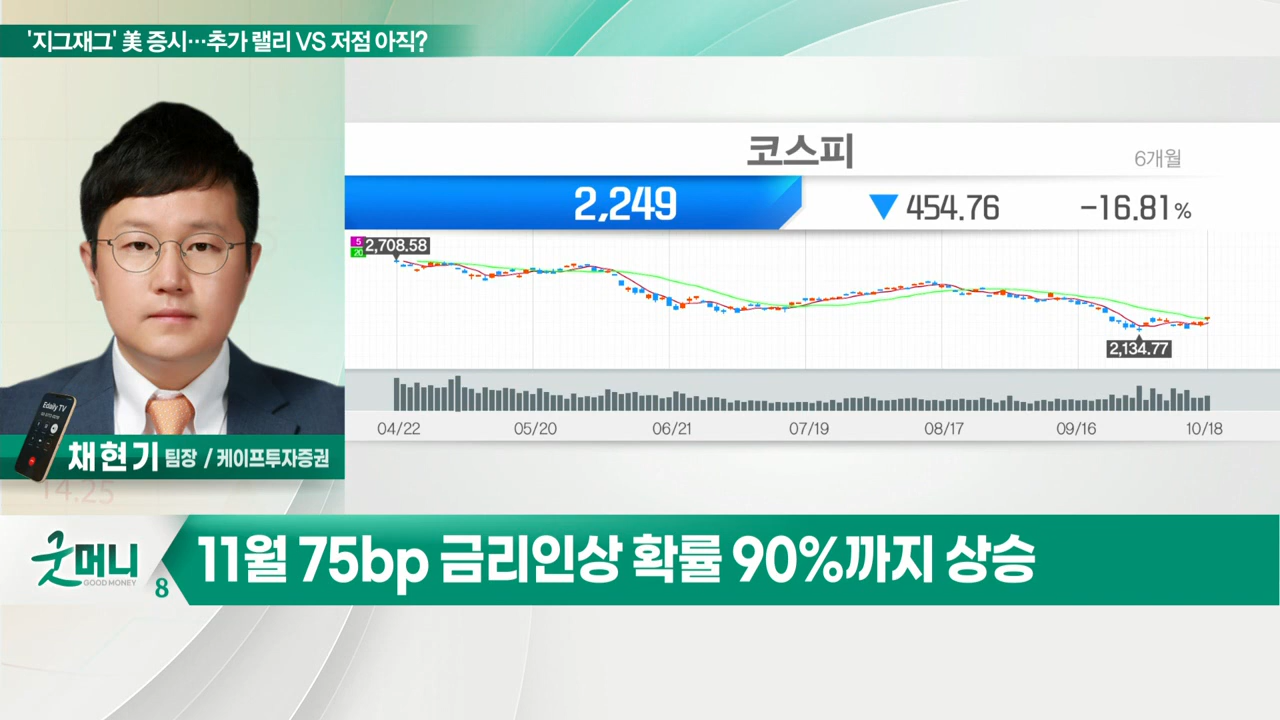 '지그재그' 美 증시…추가 랠리 VS 저점 아직?
코스피
6개월
2,249
▼ 454.76
-16.81%
5
20
2,708.58
2,134.77
04/22 05/20 06/21 07/19 08/17 09/16 10/18
Edaily TV
채현기 팀장 / 케이프투자증권
14.25
굿머니
GOOD MONEY
8
11월 75bp 금리인상 확률 90%까지 상승